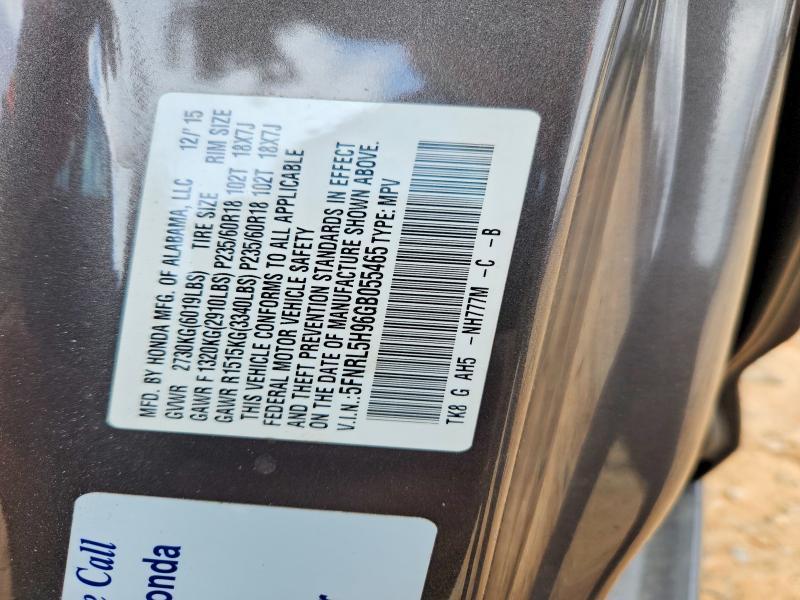 MFD. BY HONDA MFG. OF ALABAMA, LLC 12/'15
GVWR 2730KG(6019LBS) TIRE SIZE RIM SIZE
GAWR F 1320KG(2910LBS) P235/60R18 102T 18X7J
GAWR R1515KG(3340LBS) P235/60R18 102T 18X7J
THIS VEHICLE CONFORMS TO ALL APPLICABLE
FEDERAL MOTOR VEHICLE SAFETY
AND THEFT PREVENTION STANDARDS IN EFFECT
ON THE DATE OF MANUFACTURE SHOWN ABOVE.
V.I.N.:5FNRL5H96GB055465 TYPE: MPV
TK8 G AH5 -NH777M -C -B
Call
onda